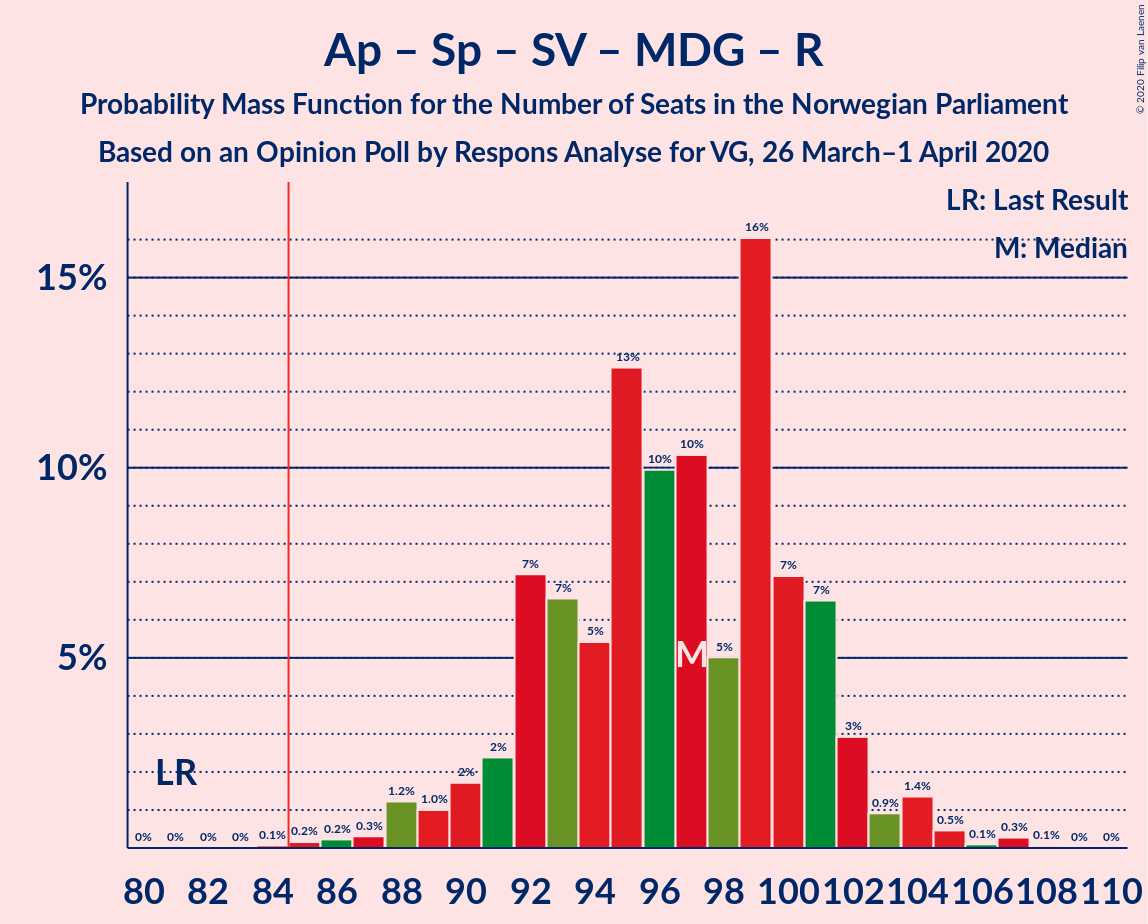 Ap – Sp – SV – MDG – R
Probability Mass Function for the Number of Seats in the Norwegian Parliament
Based on an Opinion Poll by Respons Analyse for VG, 26 March–1 April 2020
© 2020 Filip van Laenen
LR: Last Result
M: Median
15%
10%
5%
LR
M
0% 0% 0% 0% 0.1% 0.2% 0.2% 0.3% 1.2% 1.0% 2% 2% 7% 7% 5% 13% 10% 10% 5% 16% 7% 7% 3% 0.9% 1.4% 0.5% 0.1% 0.3% 0.1% 0% 0%
80 82 84 86 88 90 92 94 96 98 100 102 104 106 108 110